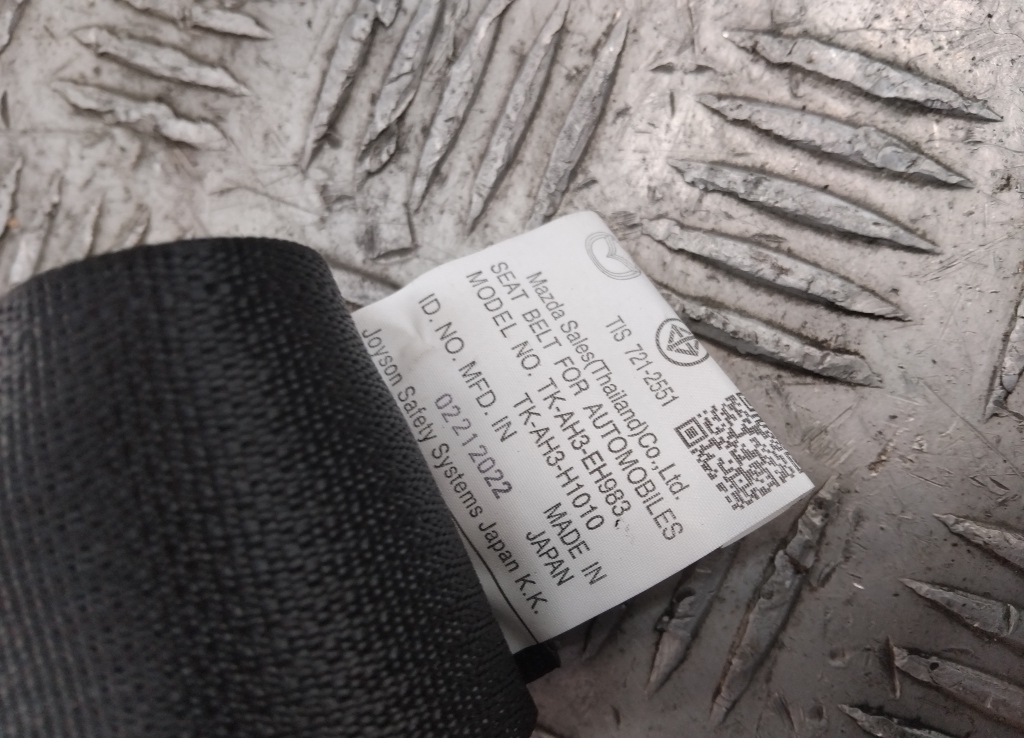 TIS 721-2551
Mazda Sales(Thailand)Co.,Ltd.
SEAT BELT FOR AUTOMOBILES
MODEL NO. TK-AH3-EH983,
TK-AH3-H1010
ID. NO. MFD. IN MADE IN
02212022 JAPAN
Joyson Safety Systems Japan K.K.